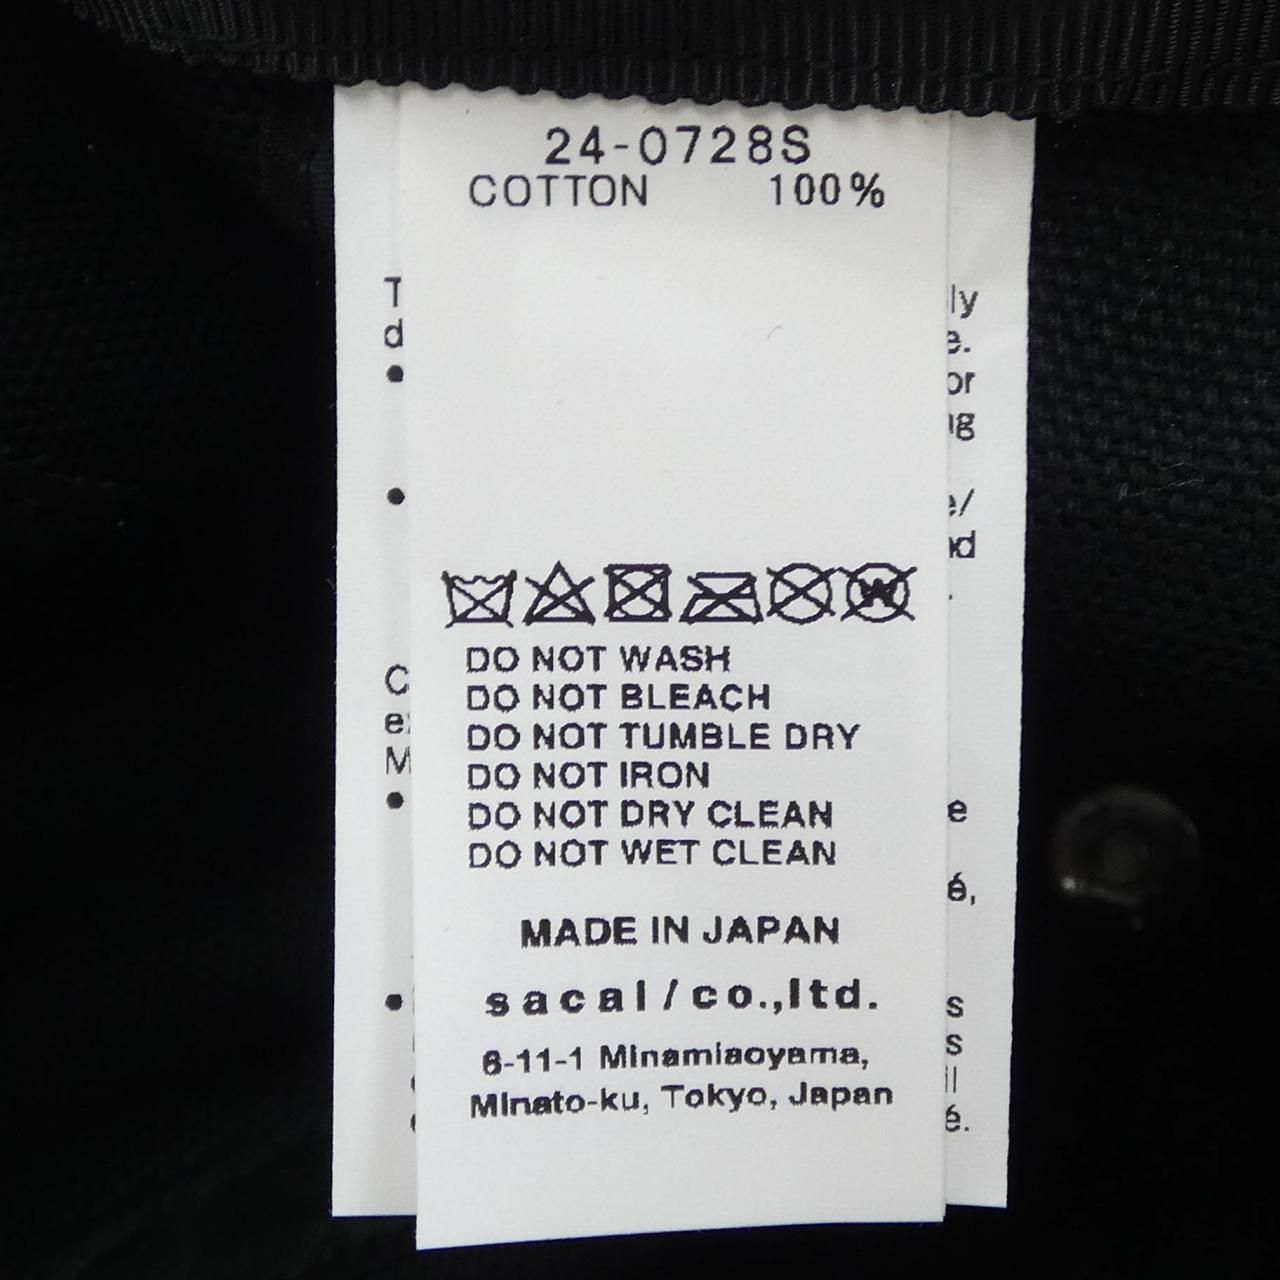 24-0728S
COTTON 100%
DO NOT WASH
DO NOT BLEACH
DO NOT TUMBLE DRY
DO NOT IRON
DO NOT DRY CLEAN
DO NOT WET CLEAN
MADE IN JAPAN
sacai/co.,ltd.
6-11-1 Minamiaoyama,
Minato-ku, Tokyo, Japan